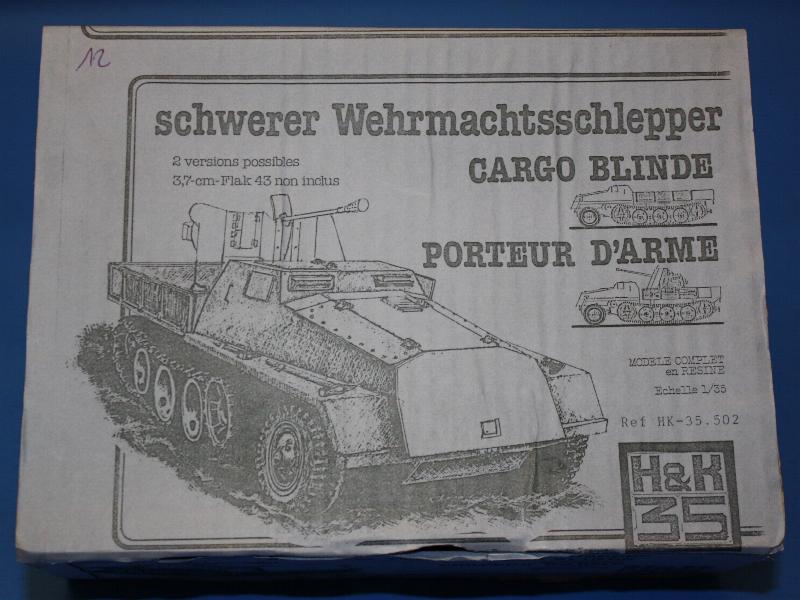 12
schwerer Wehrmachtsschlepper
2 versions possibles
3,7-cm-Flak 43 non inclus
CARGO BLINDE
PORTEUR D'ARME
MODELE COMPLET
en RESINE
Echelle 1/35
Ref HK-35.502
H&K
35